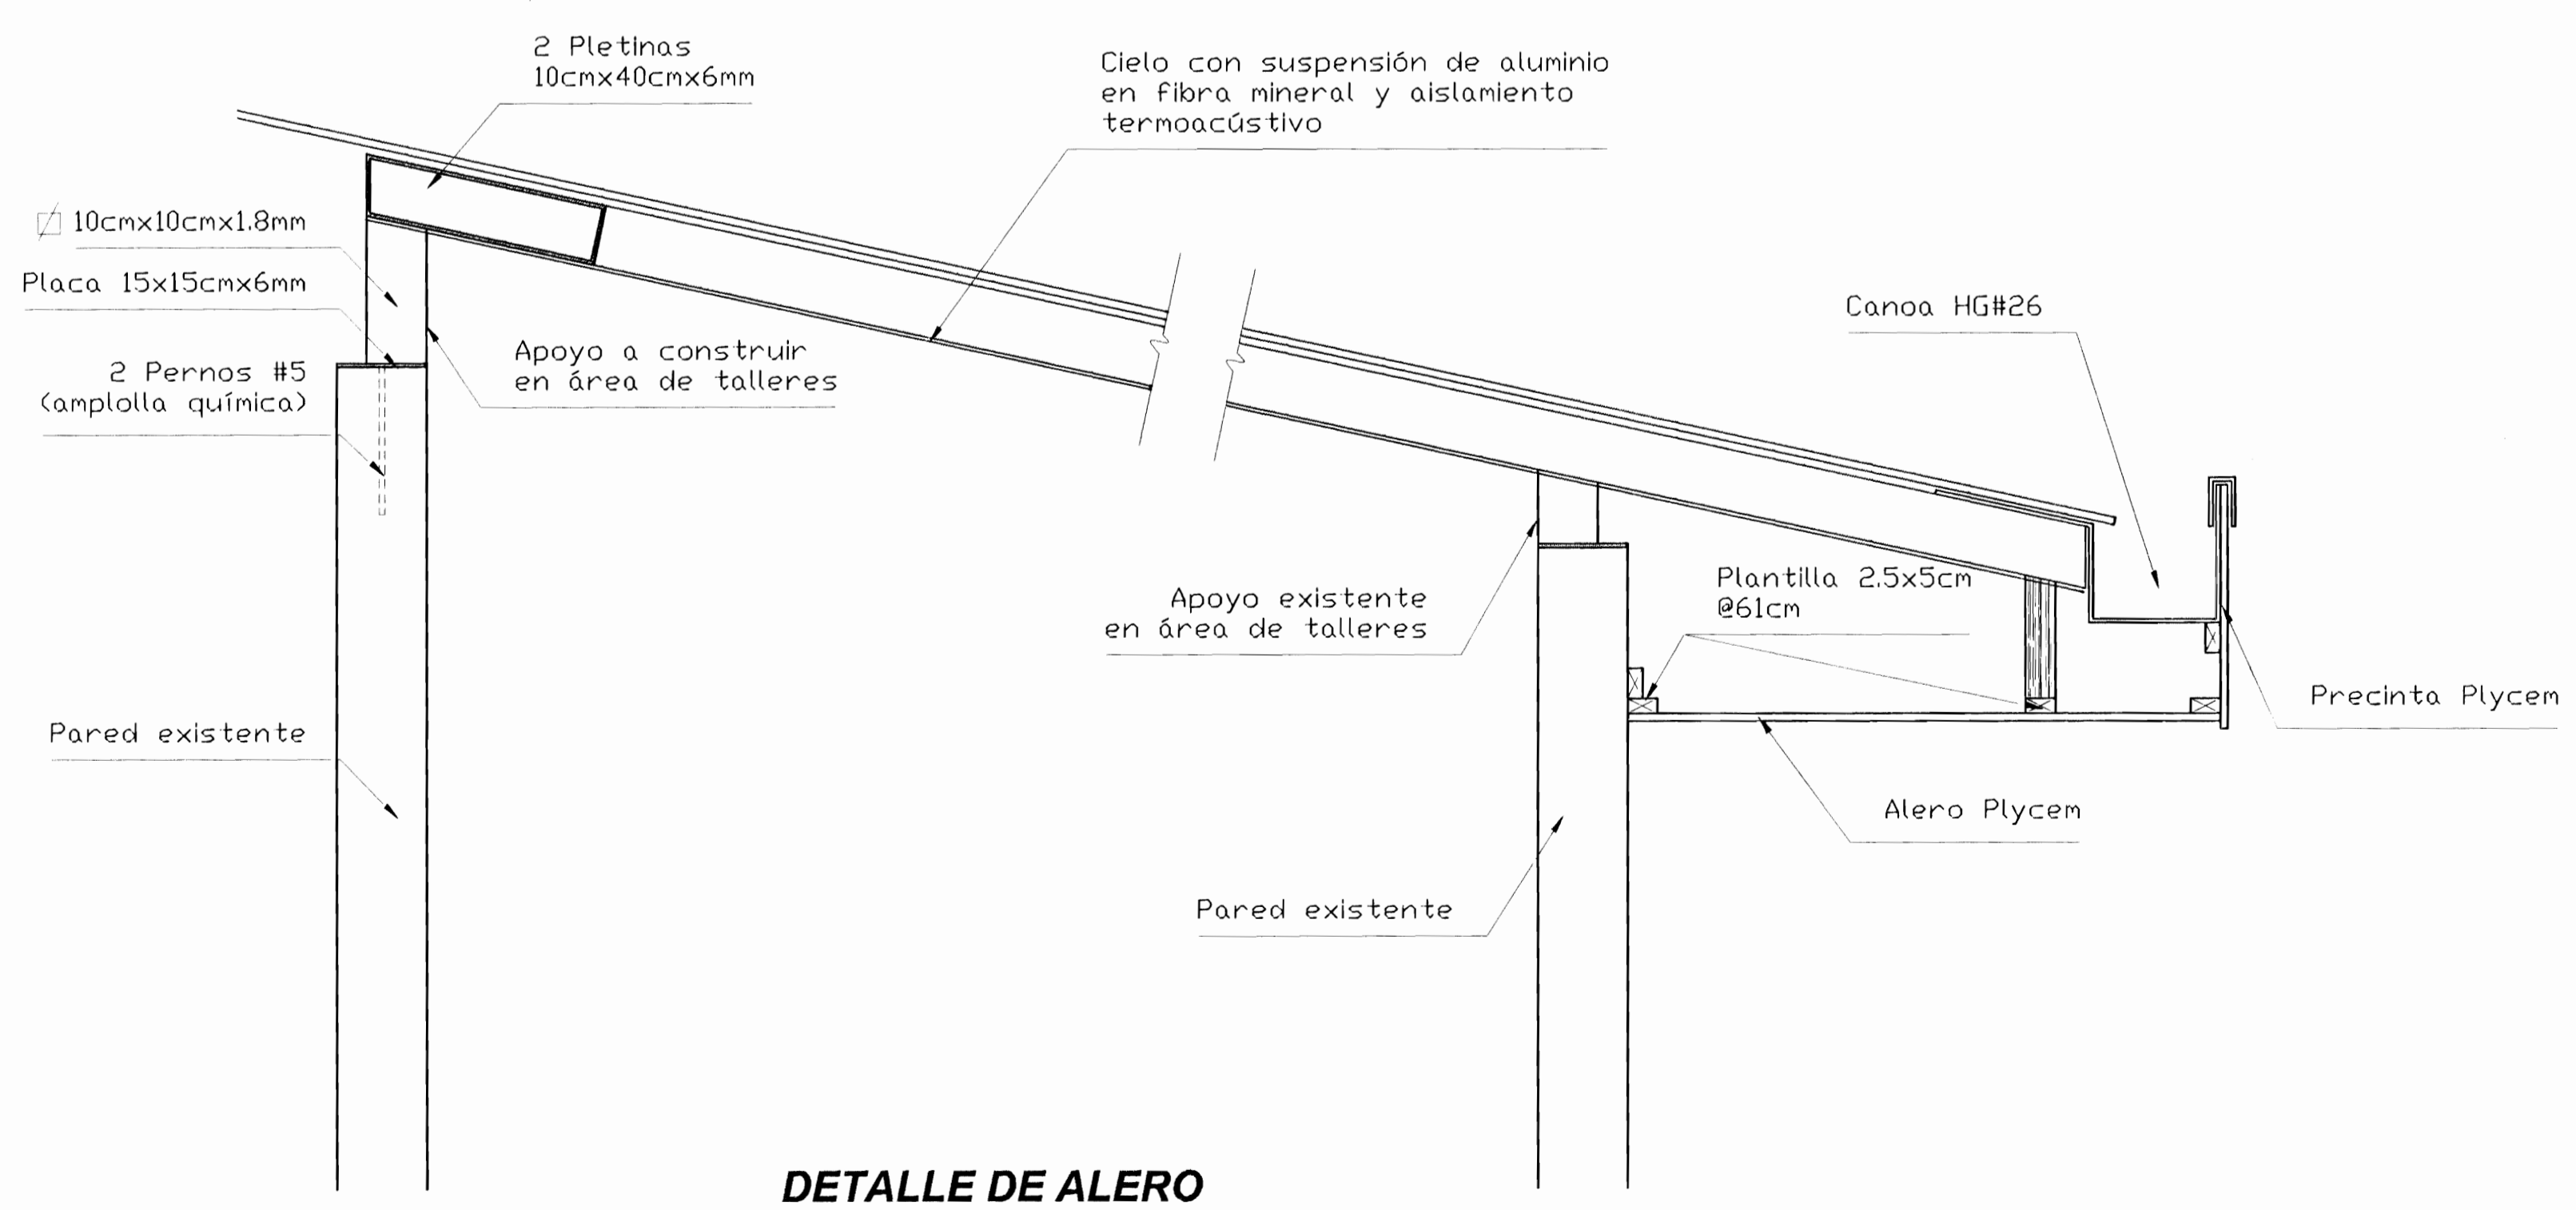 2 Pletinas
10cmx40cmx6mm
Cielo con suspensión de aluminio
en fibra mineral y aislamiento
termoacústivo
10cmx10cmx1.8mm
Placa 15x15cmx6mm
2 Pernos #5
(amplolla química)
Apoyo a construir
en área de talleres
Canoa HG#26
Apoyo existente
en área de talleres
Plantilla 2.5x5cm
@61cm
Precinta Plycem
Pared existente
Alero Plycem
Pared existente
DETALLE DE ALERO